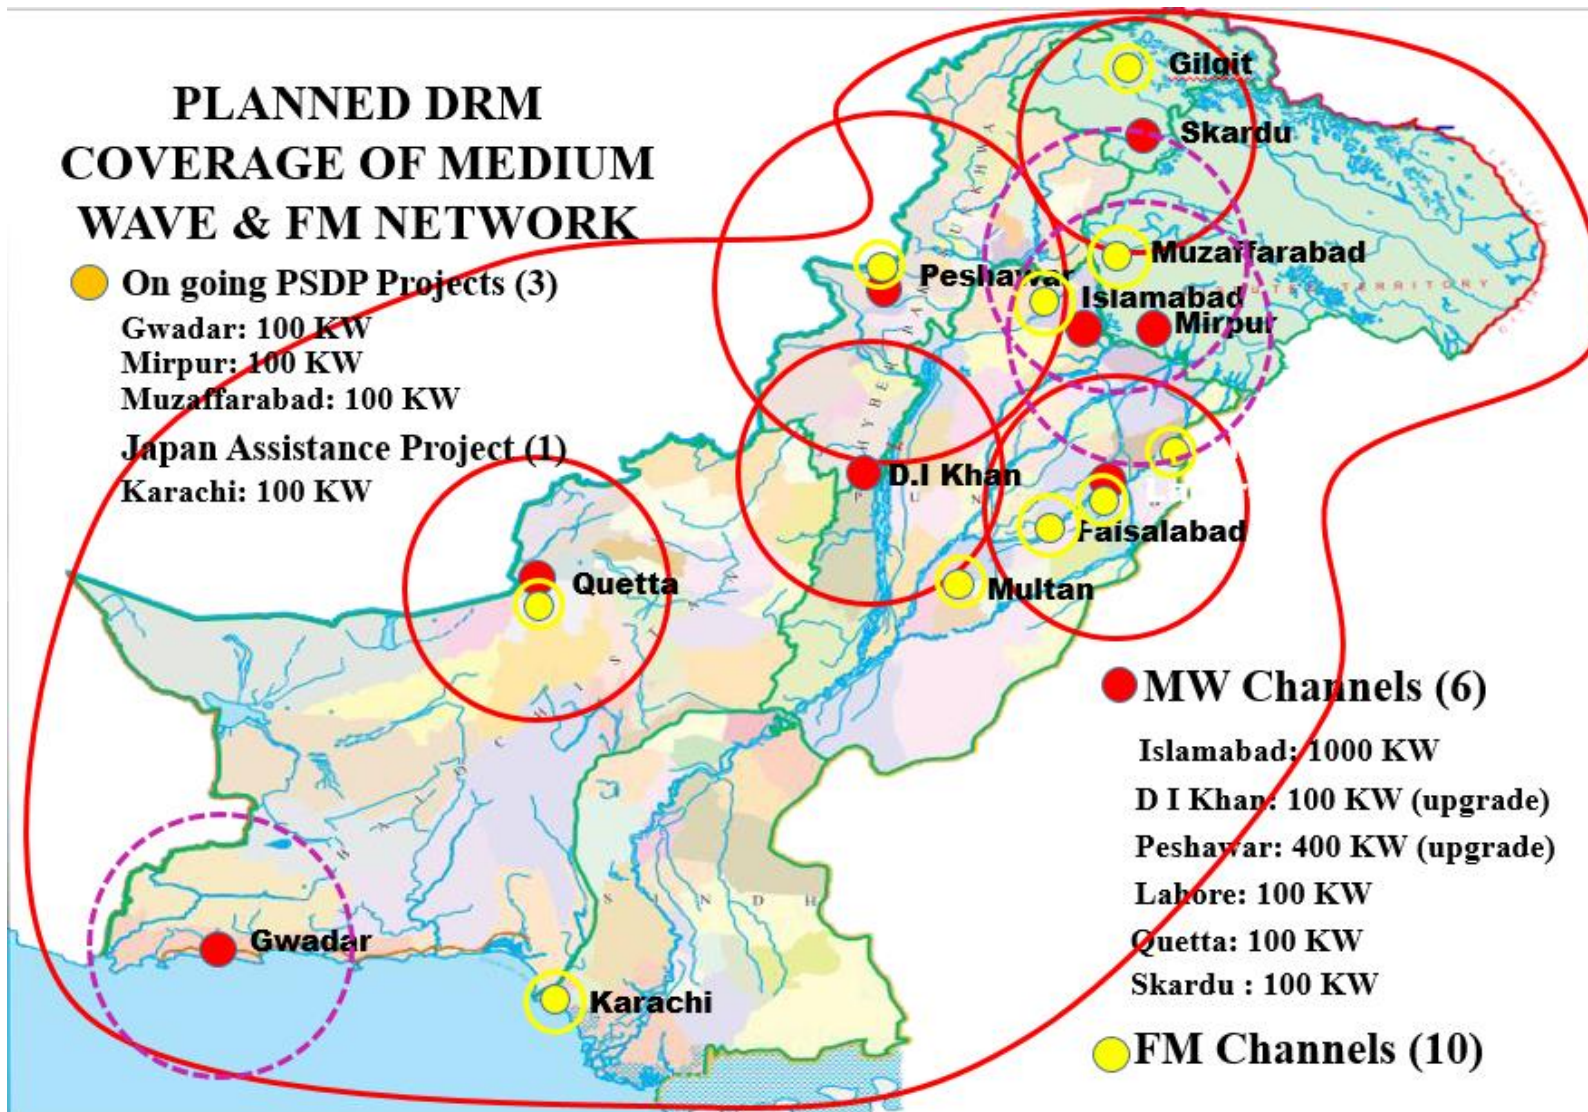 PLANNED DRM
COVERAGE OF MEDIUM
WAVE & FM NETWORK
On going PSDP Projects (3)
Gwadar: 100 KW
Mirpur: 100 KW
Muzaffarabad: 100 KW
Japan Assistance Project (1)
Karachi: 100 KW
Gilgit
Skardu
Muzaffarabad
Peshawar
Islamabad
Mirpur
D.I Khan
Faisalabad
Multan
Quetta
Gwadar
Karachi
TERRITORY
SINDH
MW Channels (6)
Islamabad: 1000 KW
D I Khan: 100 KW (upgrade)
Peshawar: 400 KW (upgrade)
Lahore: 100 KW
Quetta: 100 KW
Skardu : 100 KW
FM Channels (10)